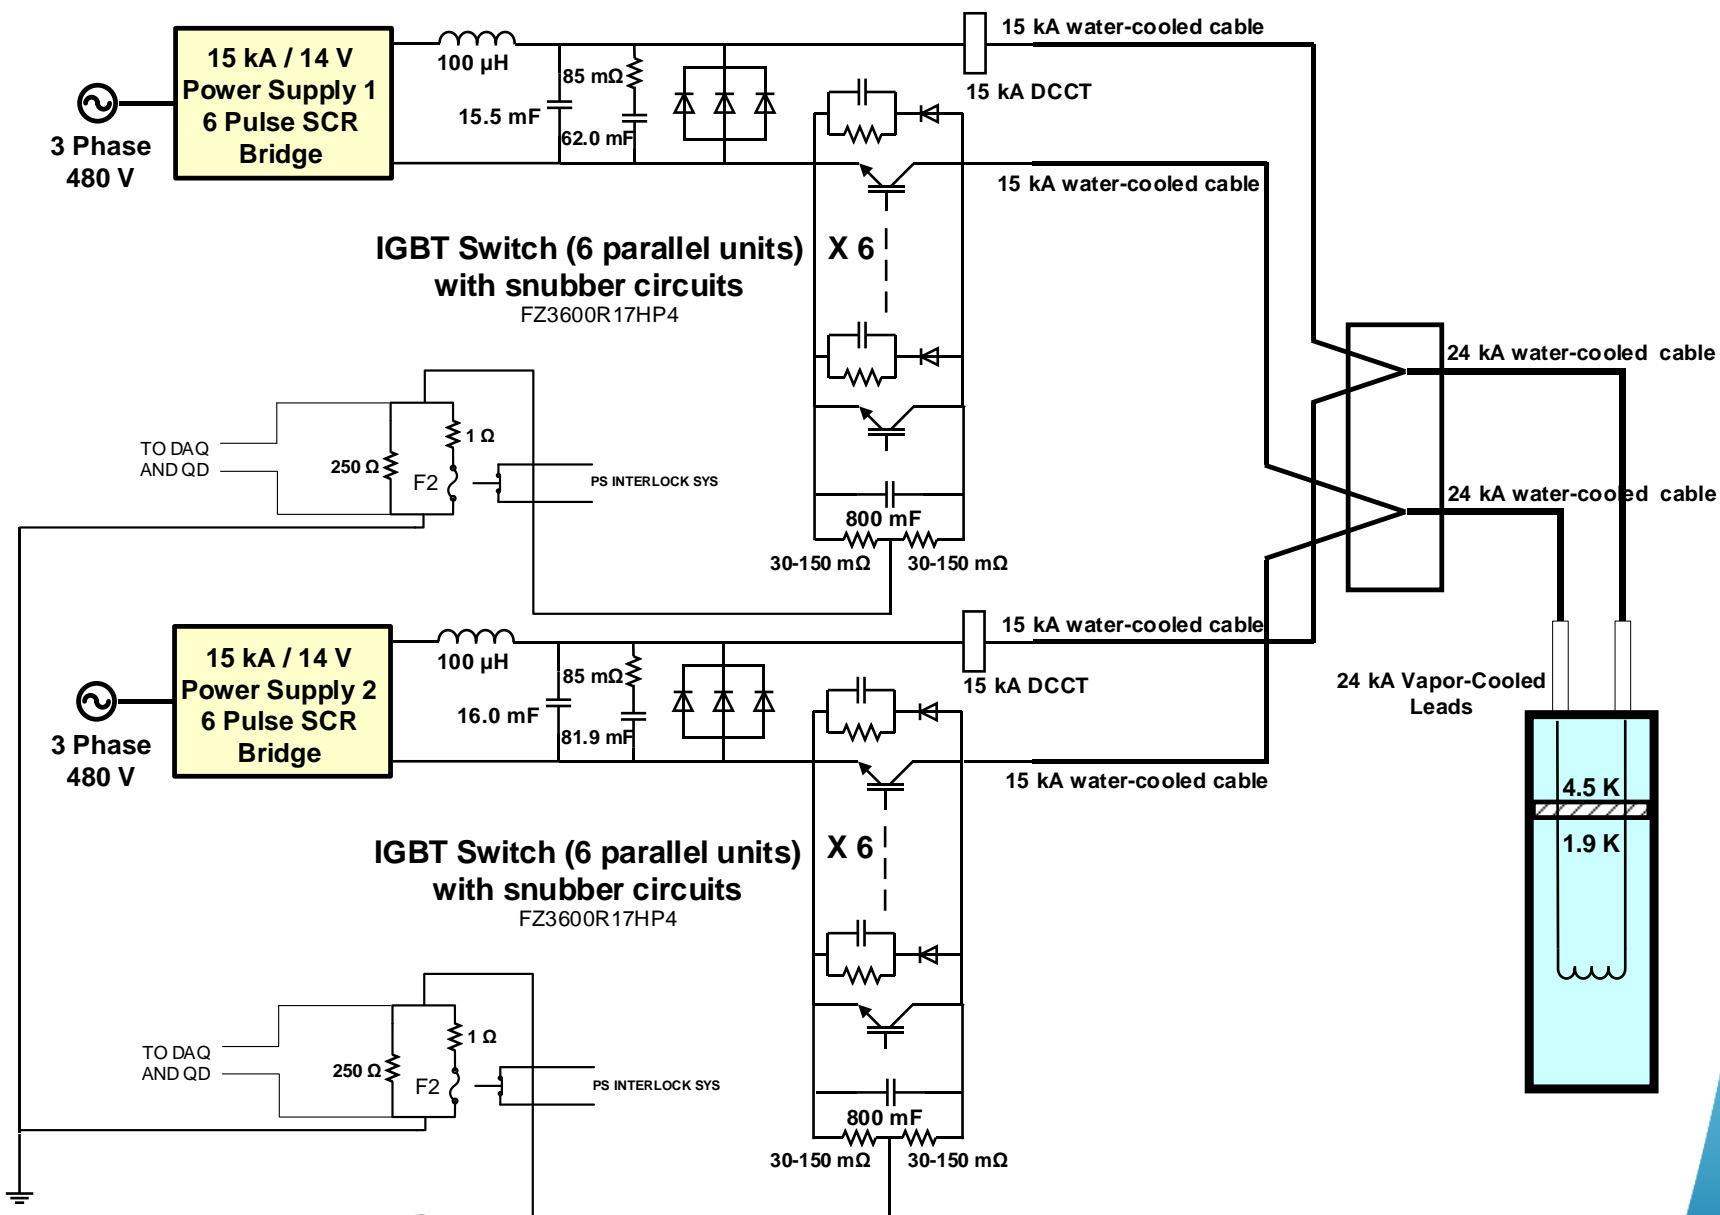 15 kA / 14 V
Power Supply 1
6 Pulse SCR
Bridge
3 Phase
480 V
100 µH
15.5 mF
85 mΩ
62.0 mF
15 kA water-cooled cable
15 kA DCCT
15 kA water-cooled cable
IGBT Switch (6 parallel units)
with snubber circuits
FZ3600R17HP4
X 6
24 kA water-cooled cable
24 kA water-cooled cable
TO DAQ
AND QD
250 Ω
1 Ω
F2
PS INTERLOCK SYS
800 mF
30-150 mΩ
30-150 mΩ
15 kA / 14 V
Power Supply 2
6 Pulse SCR
Bridge
3 Phase
480 V
100 µH
16.0 mF
85 mΩ
81.9 mF
15 kA water-cooled cable
15 kA DCCT
15 kA water-cooled cable
24 kA Vapor-Cooled
Leads
4.5 K
1.9 K
IGBT Switch (6 parallel units)
with snubber circuits
FZ3600R17HP4
X 6
TO DAQ
AND QD
250 Ω
1 Ω
F2
PS INTERLOCK SYS
800 mF
30-150 mΩ
30-150 mΩ